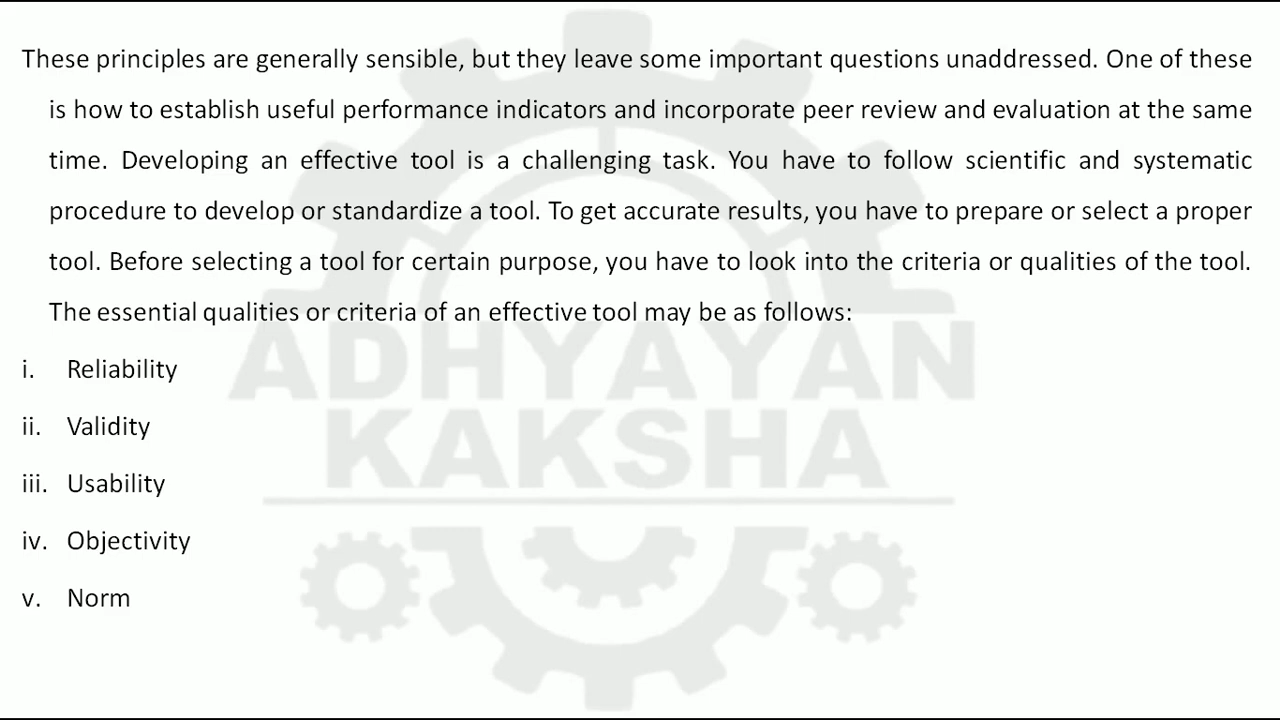 These principles are generally sensible, but they leave some important questions unaddressed. One of these
is how to establish useful performance indicators and incorporate peer review and evaluation at the same
time. Developing an effective tool is a challenging task. You have to follow scientific and systematic
procedure to develop or standardize a tool. To get accurate results, you have to prepare or select a proper
tool. Before selecting a tool for certain purpose, you have to look into the criteria or qualities of the tool.
The essential qualities or criteria of an effective tool may be as follows:
ADHYAYAN
i. Reliability
KAKSHA
ii. Validity
iii. Usability
iv. Objectivity
v. Norm